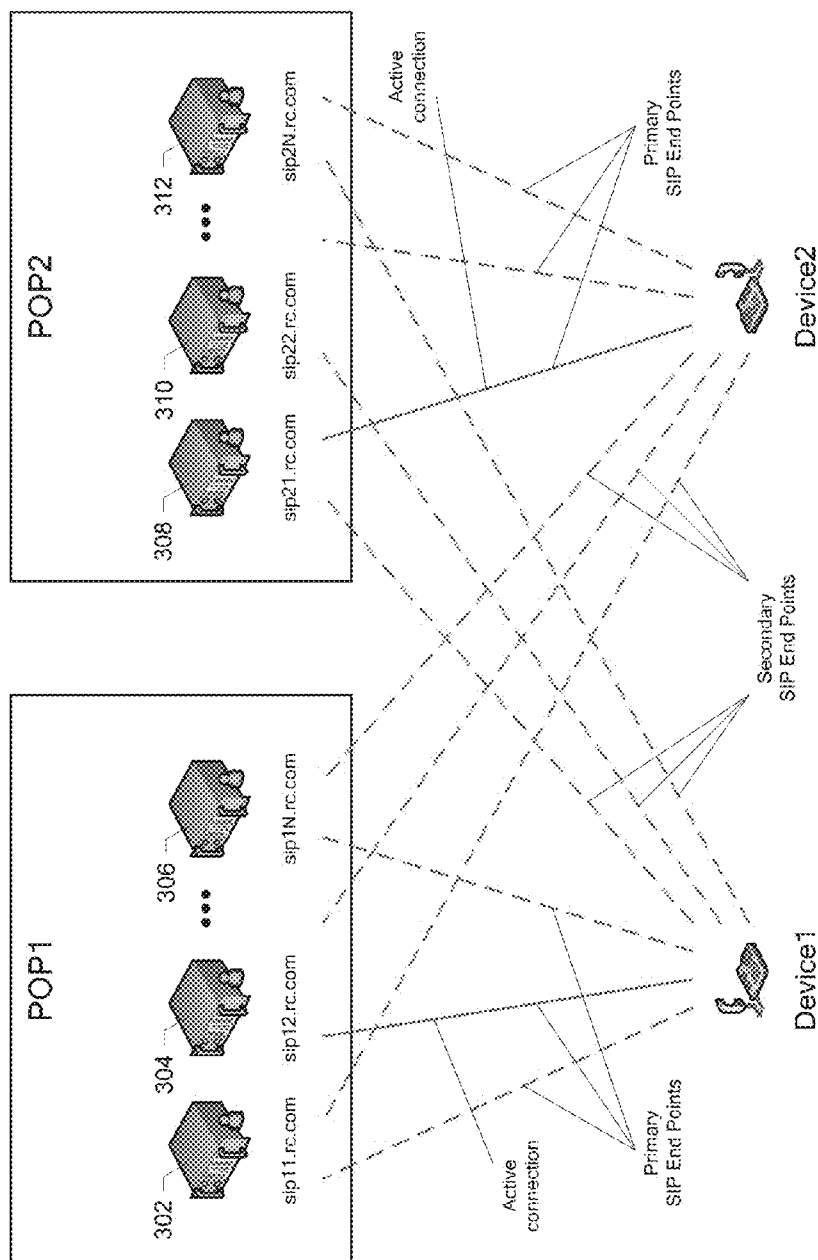 POP1
POP2
302
304
306
308
310
312
sip11.rc.com
sip12.rc.com
sip1N.rc.com
sip21.rc.com
sip22.rc.com
sip2N.rc.com
Active
connection
Primary
SIP End Points
Secondary
SIP End Points
Active
connection
Primary
SIP End Points
Device1
Device2